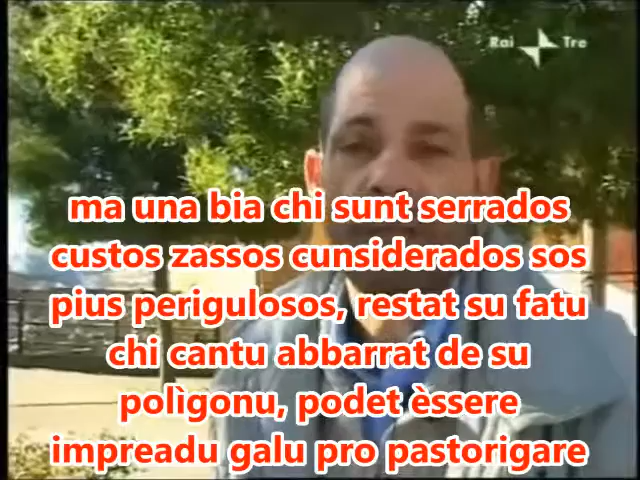 Rai Tre
ma una bia chi sunt serrados
custos zassos cunsiderados sos
pius perigulosos, restat su fatu
chi cantu abbarrat de su
polìgonu, podet èssere
impreadu galu pro pastorigare